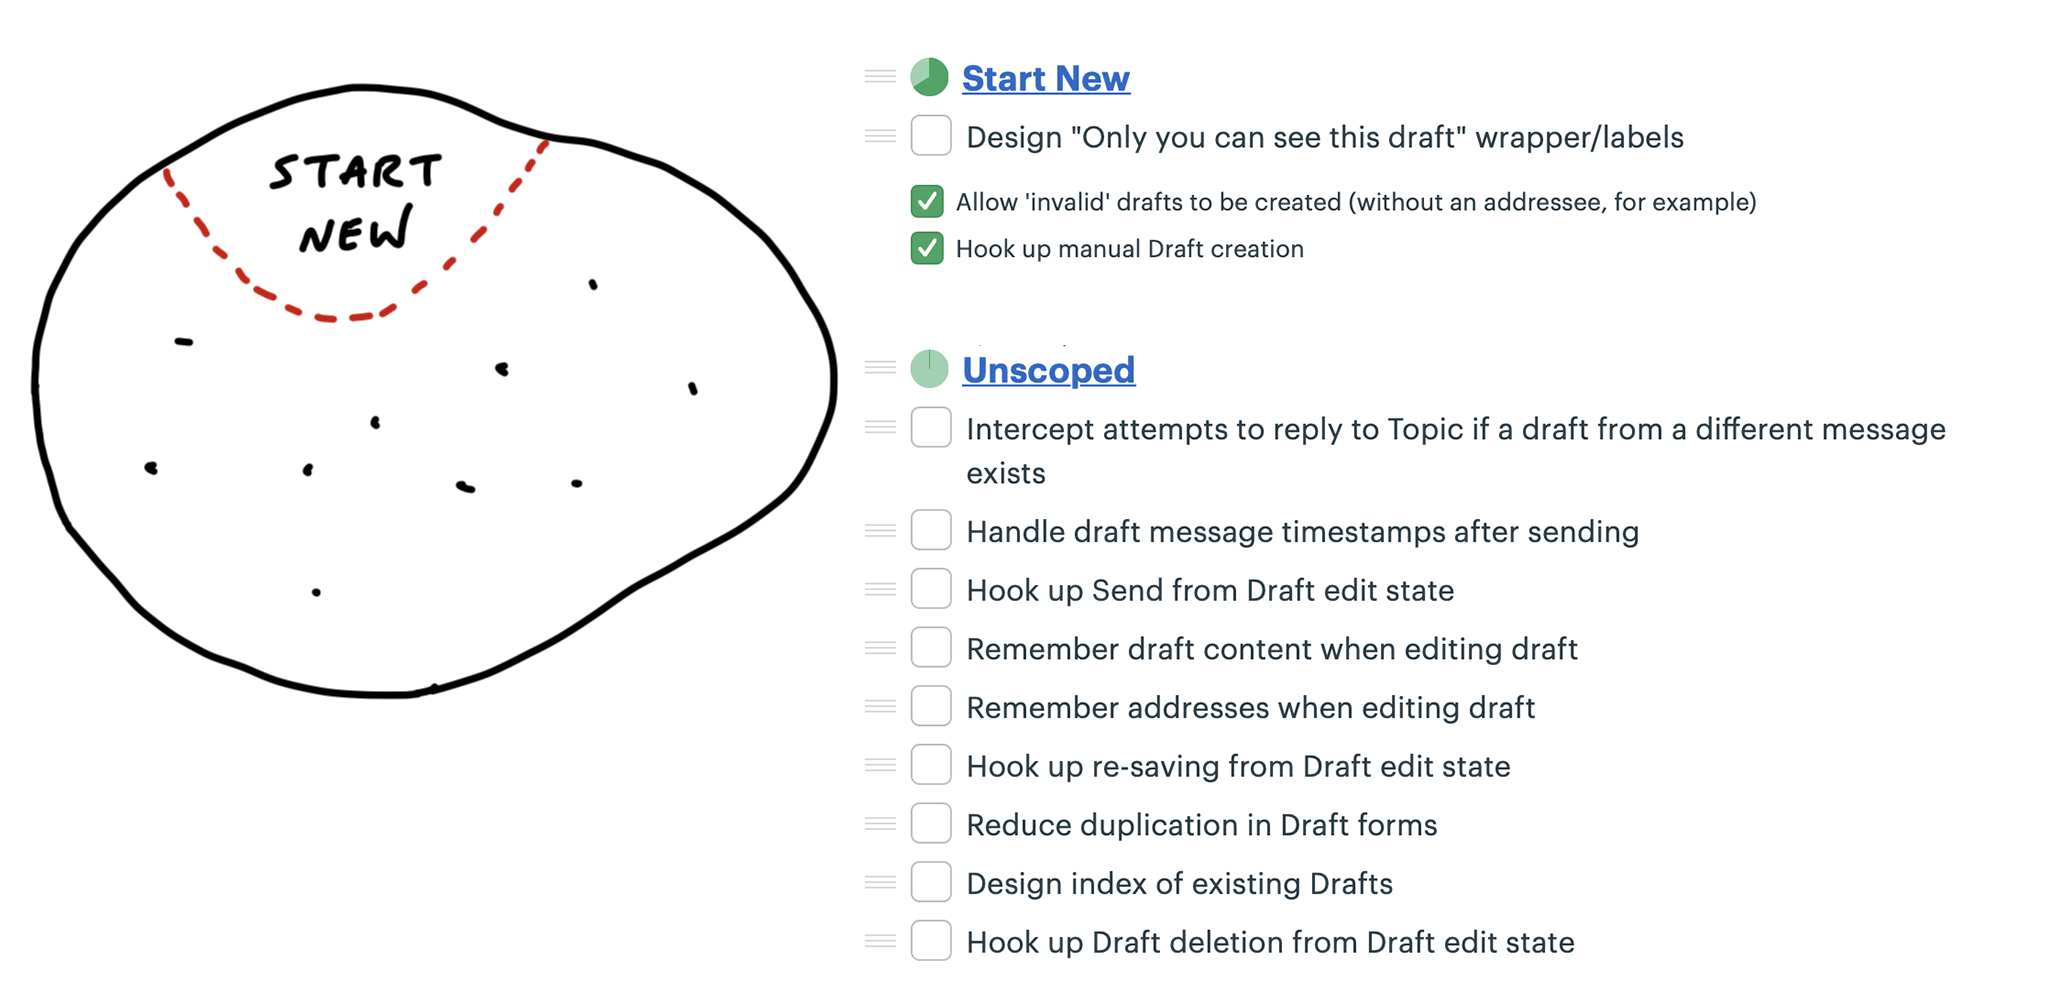 START
NEW
Start New
Design "Only you can see this draft" wrapper/labels
Allow 'invalid' drafts to be created (without an addressee, for example)
Hook up manual Draft creation
Unscoped
Intercept attempts to reply to Topic if a draft from a different message
exists
Handle draft message timestamps after sending
Hook up Send from Draft edit state
Remember draft content when editing draft
Remember addresses when editing draft
Hook up re-saving from Draft edit state
Reduce duplication in Draft forms
Design index of existing Drafts
Hook up Draft deletion from Draft edit state